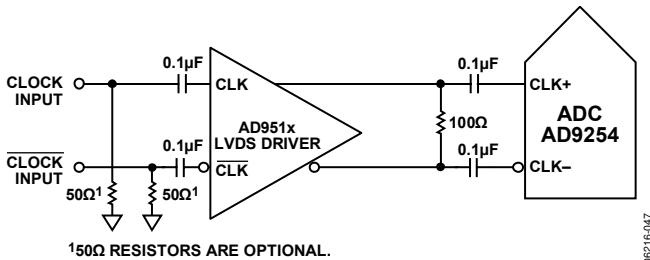 CLOCK
INPUT
0.1µF
CLK
0.1µF
CLOCK
INPUT
CLK
50Ω1
50Ω1
AD951x
LVDS DRIVER
0.1µF
100Ω
0.1µF
CLK+
ADC
AD9254
CLK–
150Ω RESISTORS ARE OPTIONAL.
06216-047